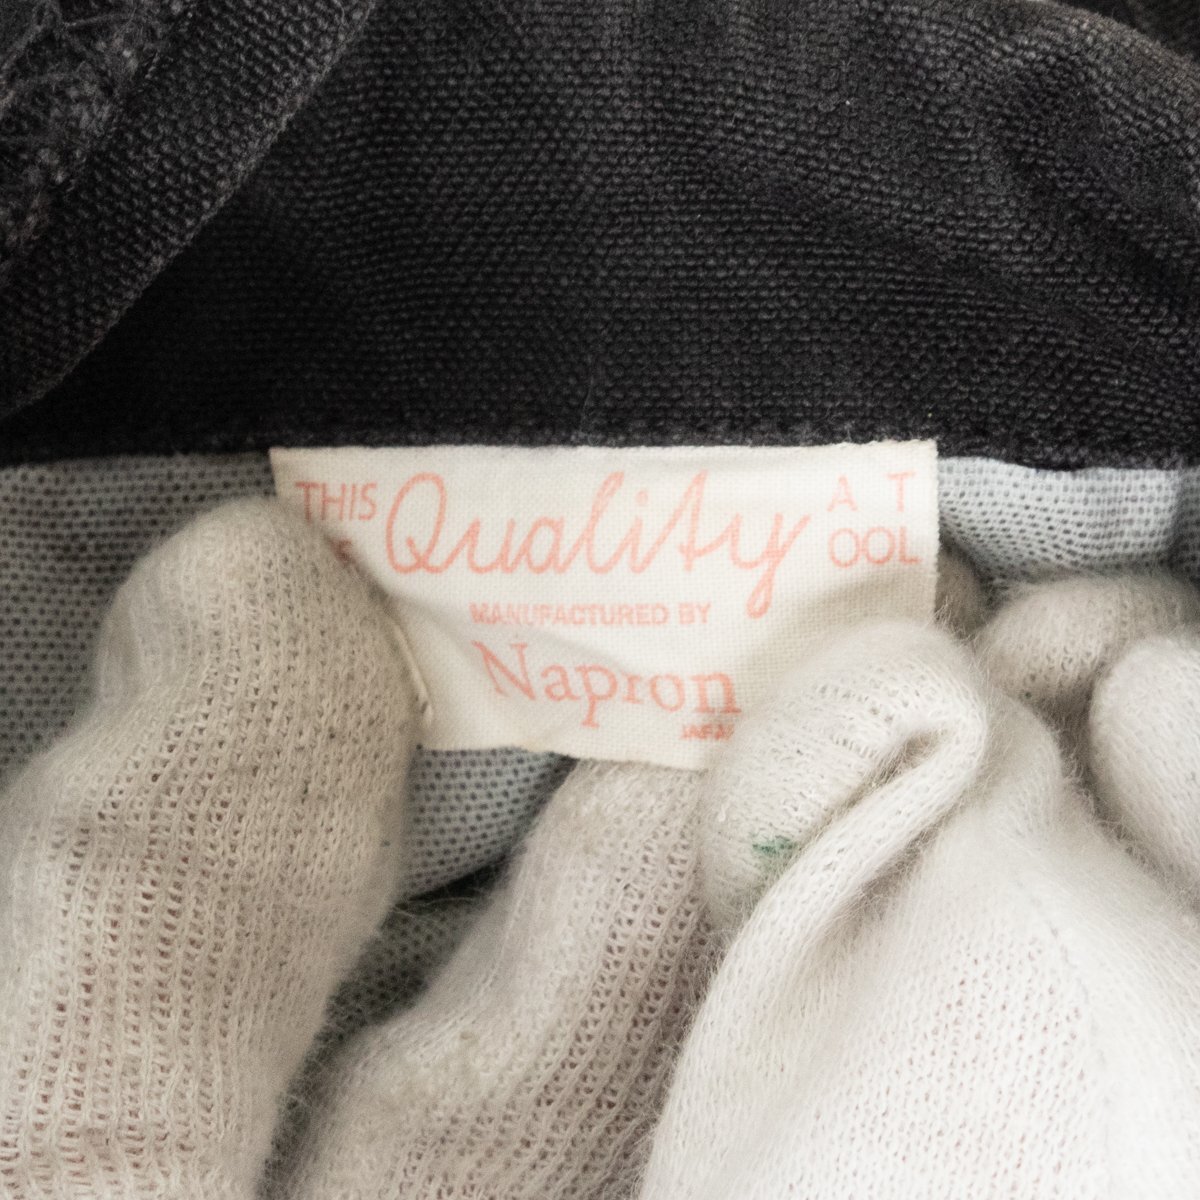 THIS Quality A T
OOL
MANUFACTURED BY
Napron